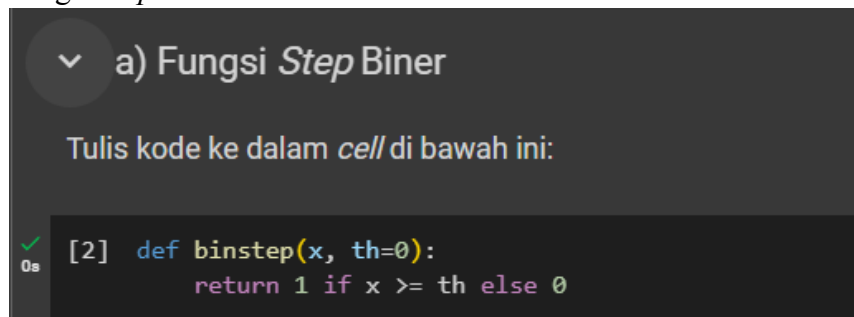 a) Fungsi Step Biner
Tulis kode ke dalam cell di bawah ini:
[2] def binstep(x, th=0):
return 1 if x >= th else 0
0s